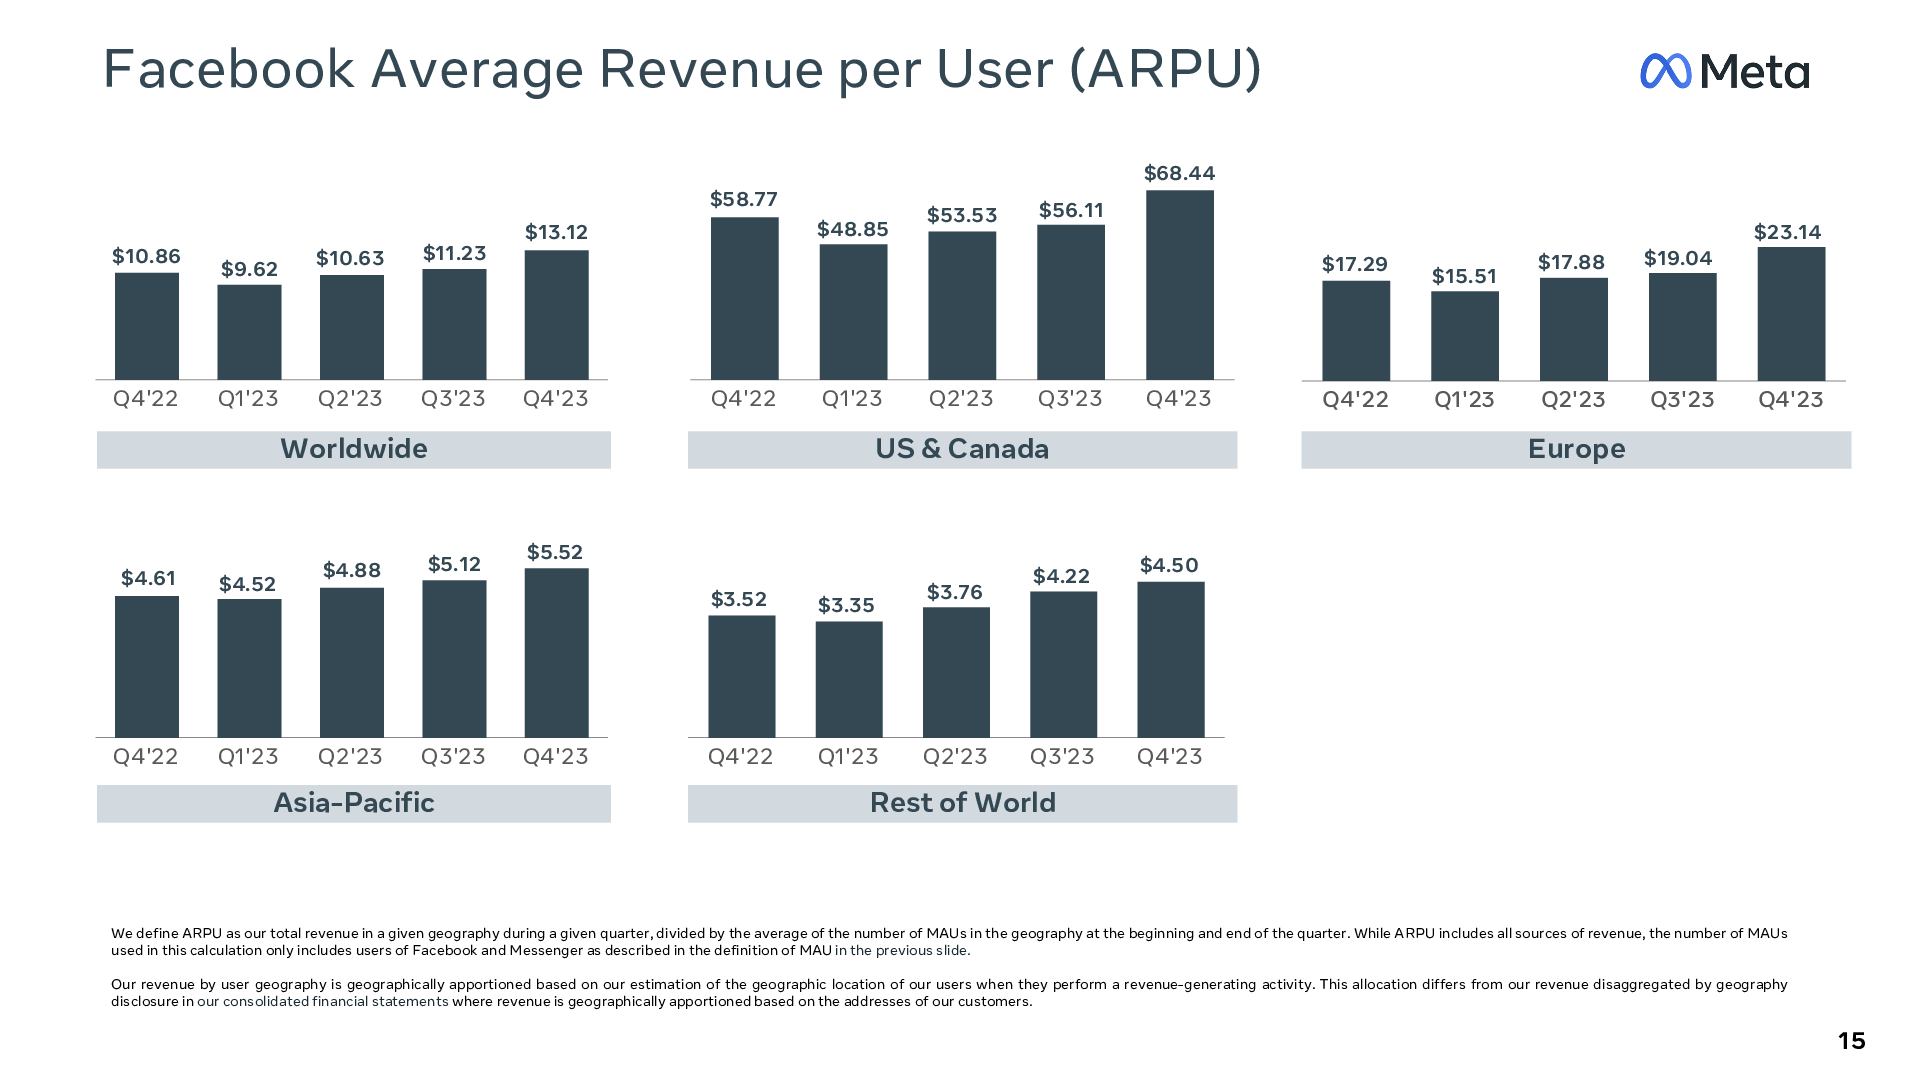 Facebook Average Revenue per User (ARPU)
Meta
$10.86
$9.62
$10.63
$11.23
$13.12
Q4'22 Q1'23 Q2'23 Q3'23 Q4'23
Worldwide
$58.77
$48.85
$53.53
$56.11
$68.44
Q4'22 Q1'23 Q2'23 Q3'23 Q4'23
US & Canada
$17.29
$15.51
$17.88
$19.04
$23.14
Q4'22 Q1'23 Q2'23 Q3'23 Q4'23
Europe
$4.61
$4.52
$4.88
$5.12
$5.52
Q4'22 Q1'23 Q2'23 Q3'23 Q4'23
Asia-Pacific
$3.52
$3.35
$3.76
$4.22
$4.50
Q4'22 Q1'23 Q2'23 Q3'23 Q4'23
Rest of World
We define ARPU as our total revenue in a given geography during a given quarter, divided by the average of the number of MAUs in the geography at the beginning and end of the quarter. While ARPU includes all sources of revenue, the number of MAUs
used in this calculation only includes users of Facebook and Messenger as described in the definition of MAU in the previous slide.
Our revenue by user geography is geographically apportioned based on our estimation of the geographic location of our users when they perform a revenue-generating activity. This allocation differs from our revenue disaggregated by geography
disclosure in our consolidated financial statements where revenue is geographically apportioned based on the addresses of our customers.
15